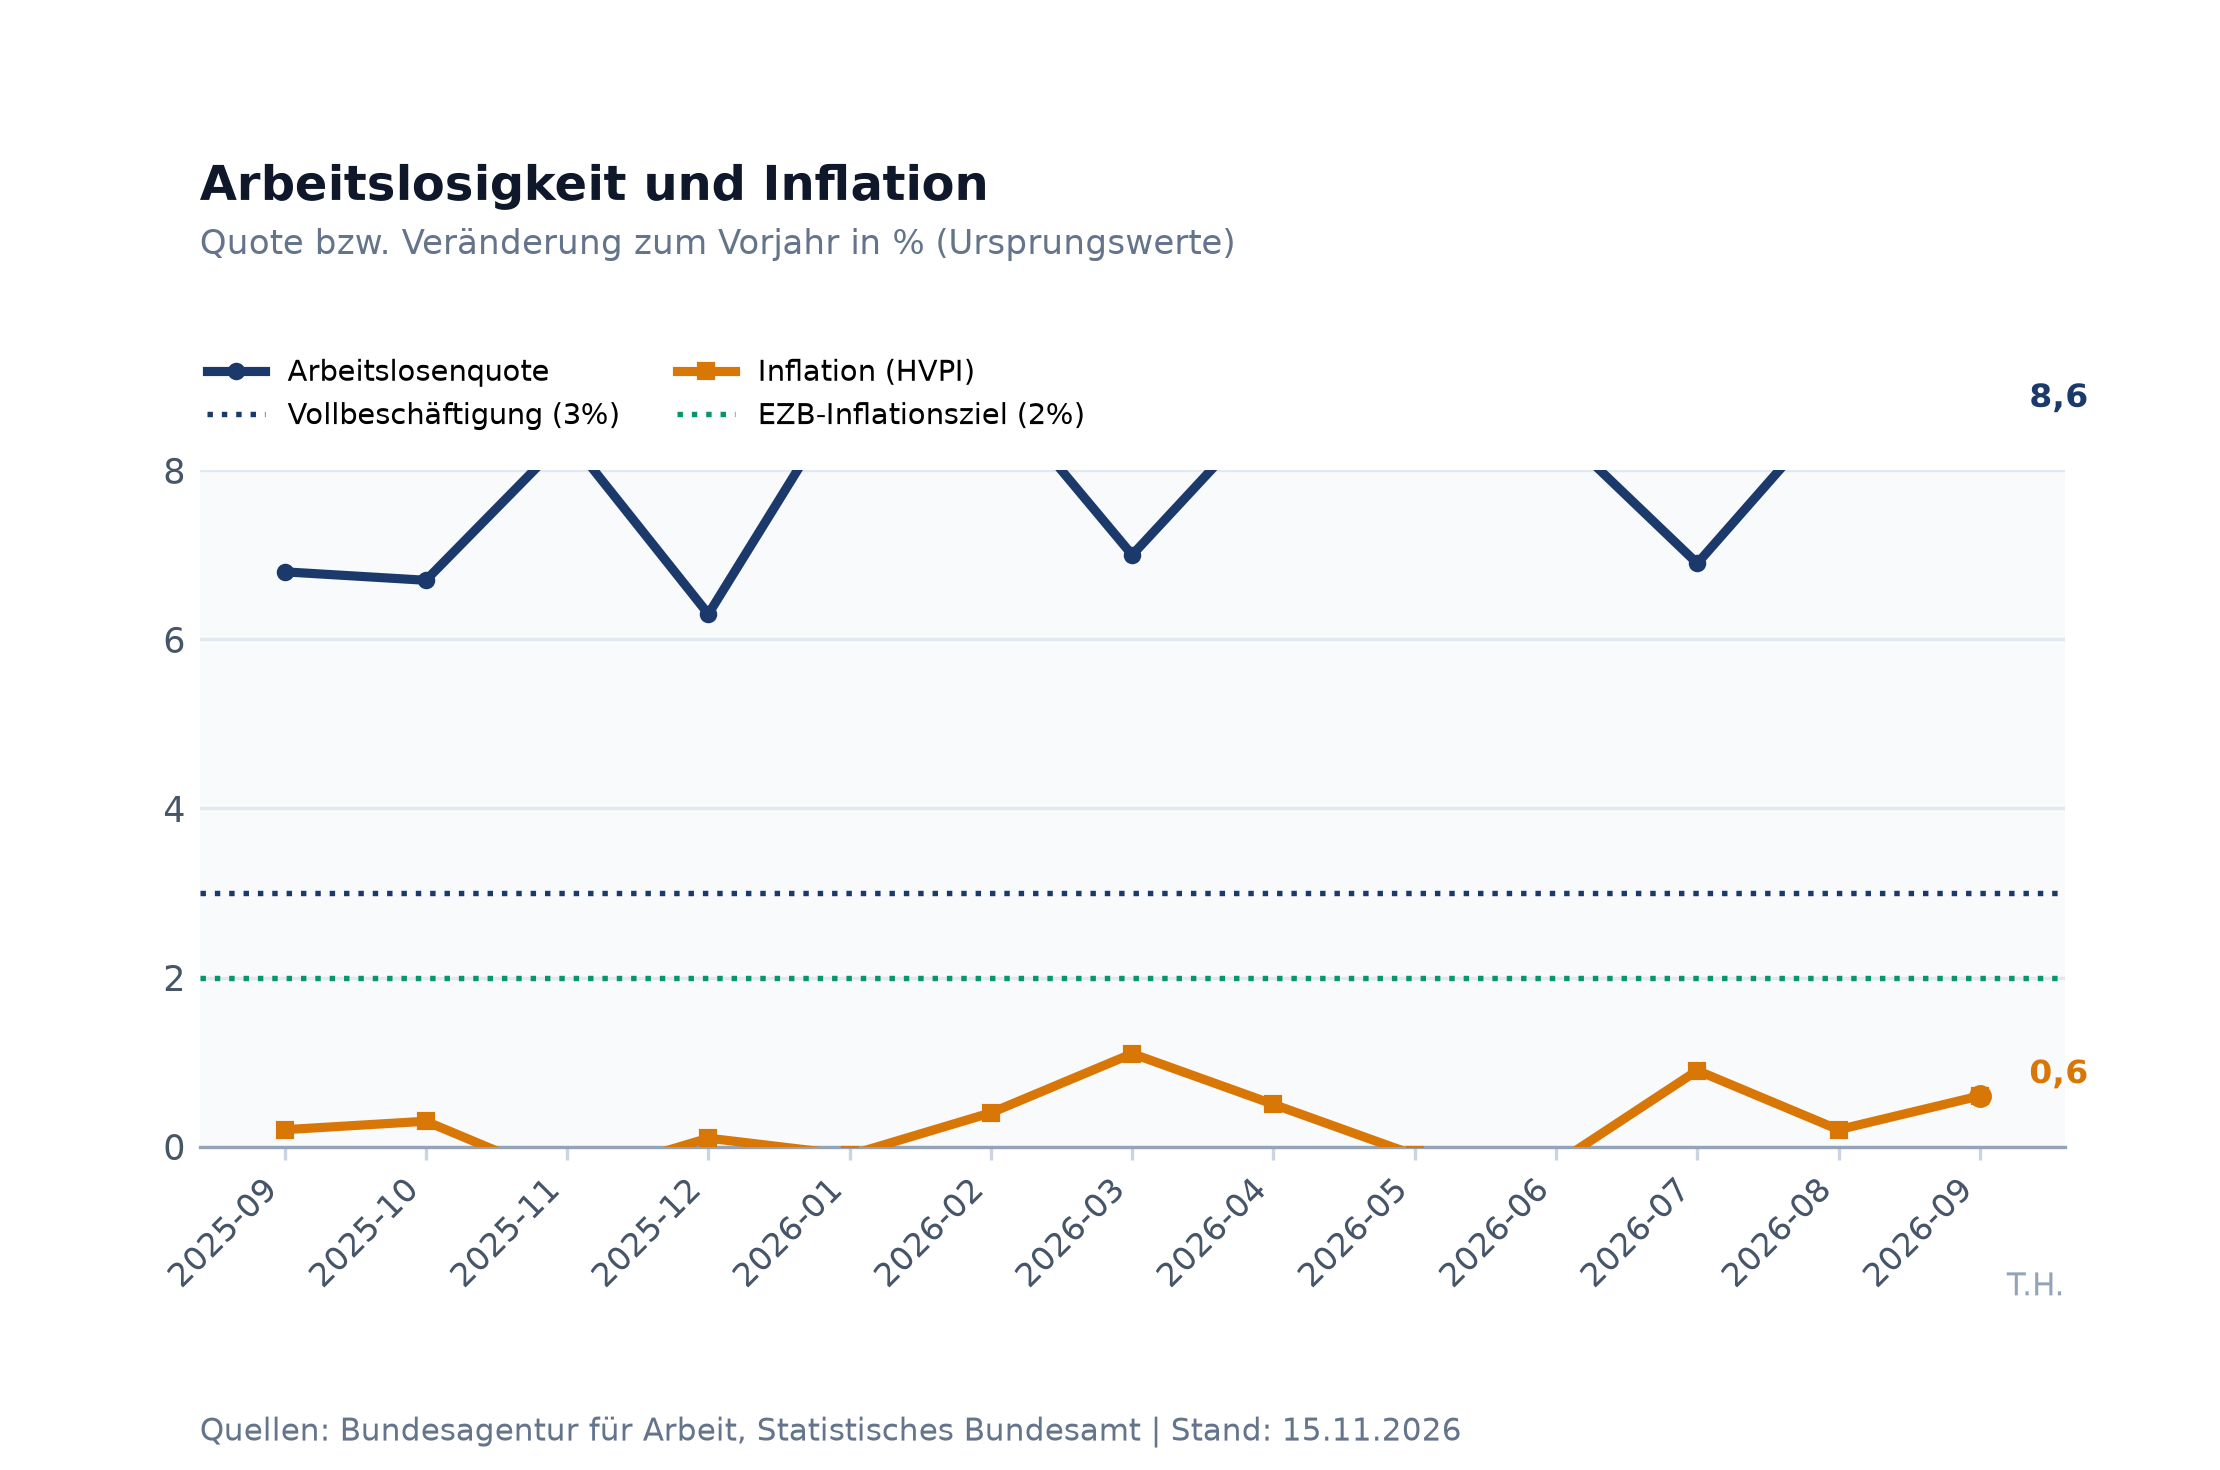 Arbeitslosigkeit und Inflation
Quote bzw. Veränderung zum Vorjahr in % (Ursprungswerte)
Arbeitslosenquote
Inflation (HVPI)
Vollbeschäftigung (3%)
EZB-Inflationsziel (2%)
8,6
8
6
4
2
0,6
0
2025-09
2025-10
2025-11
2025-12
2026-01
2026-02
2026-03
2026-04
2026-05
2026-06
2026-07
2026-08
2026-09
T.H.
Quellen: Bundesagentur für Arbeit, Statistisches Bundesamt | Stand: 15.11.2026